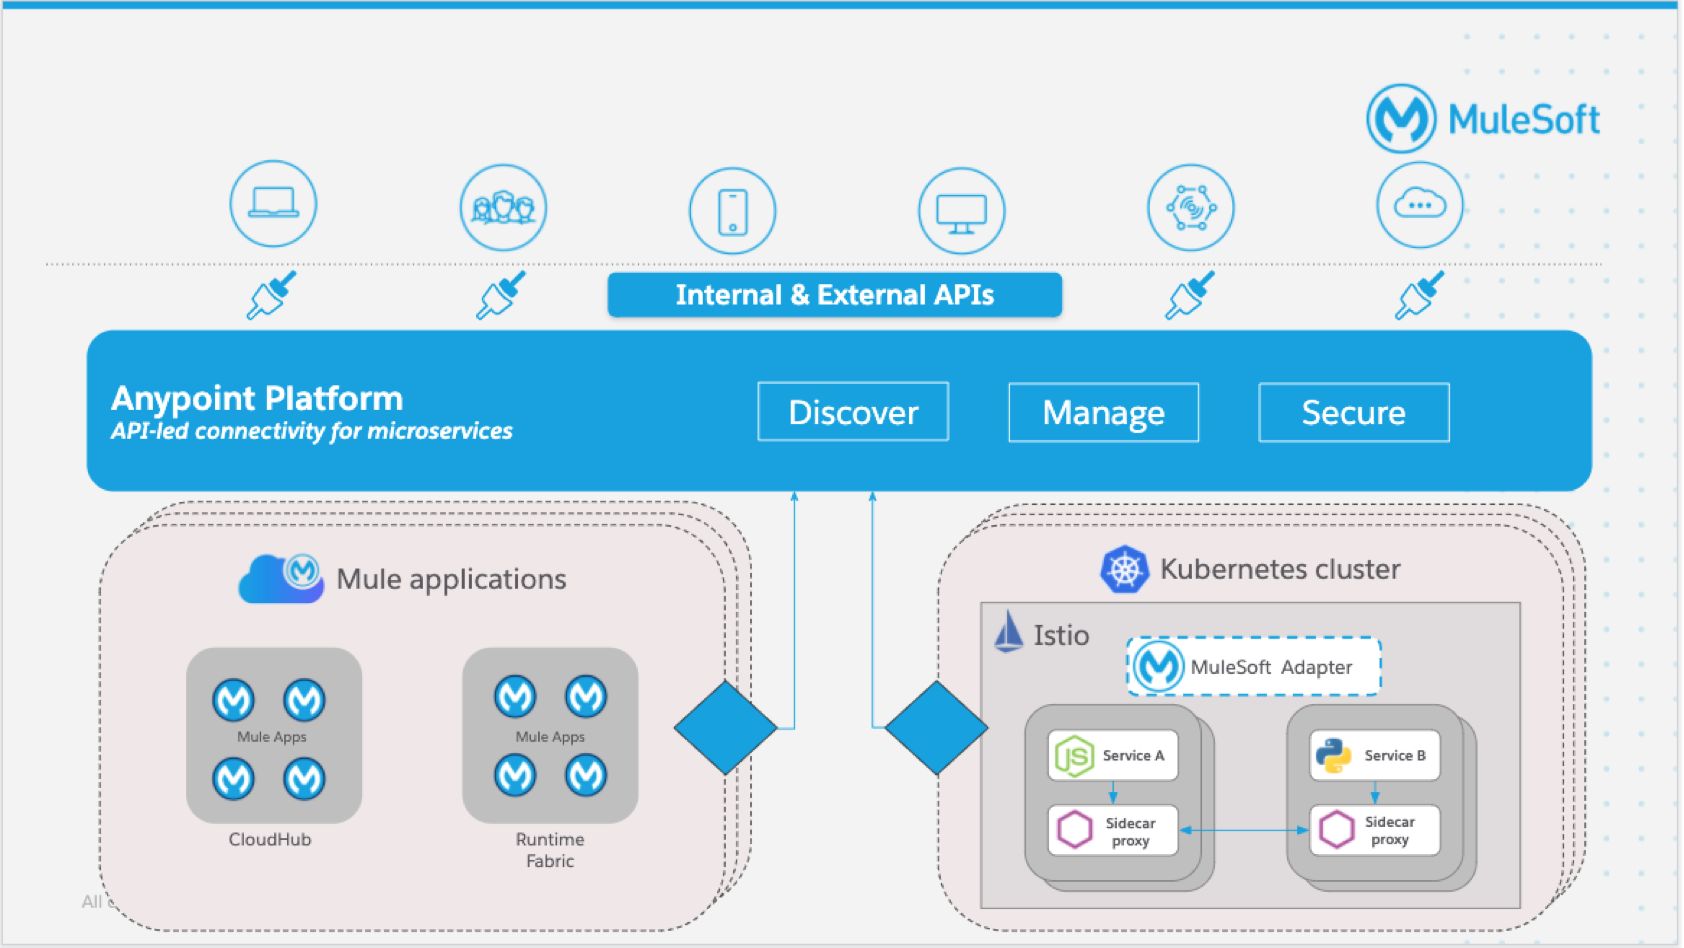 MuleSoft
Internal & External APIs
Anypoint Platform
API-led connectivity for microservices
Discover
Manage
Secure
Mule applications
Mule Apps
CloudHub
Mule Apps
Runtime
Fabric
Kubernetes cluster
Istio
MuleSoft Adapter
JS
Service A
Sidecar
proxy
Service B
Sidecar
proxy
All